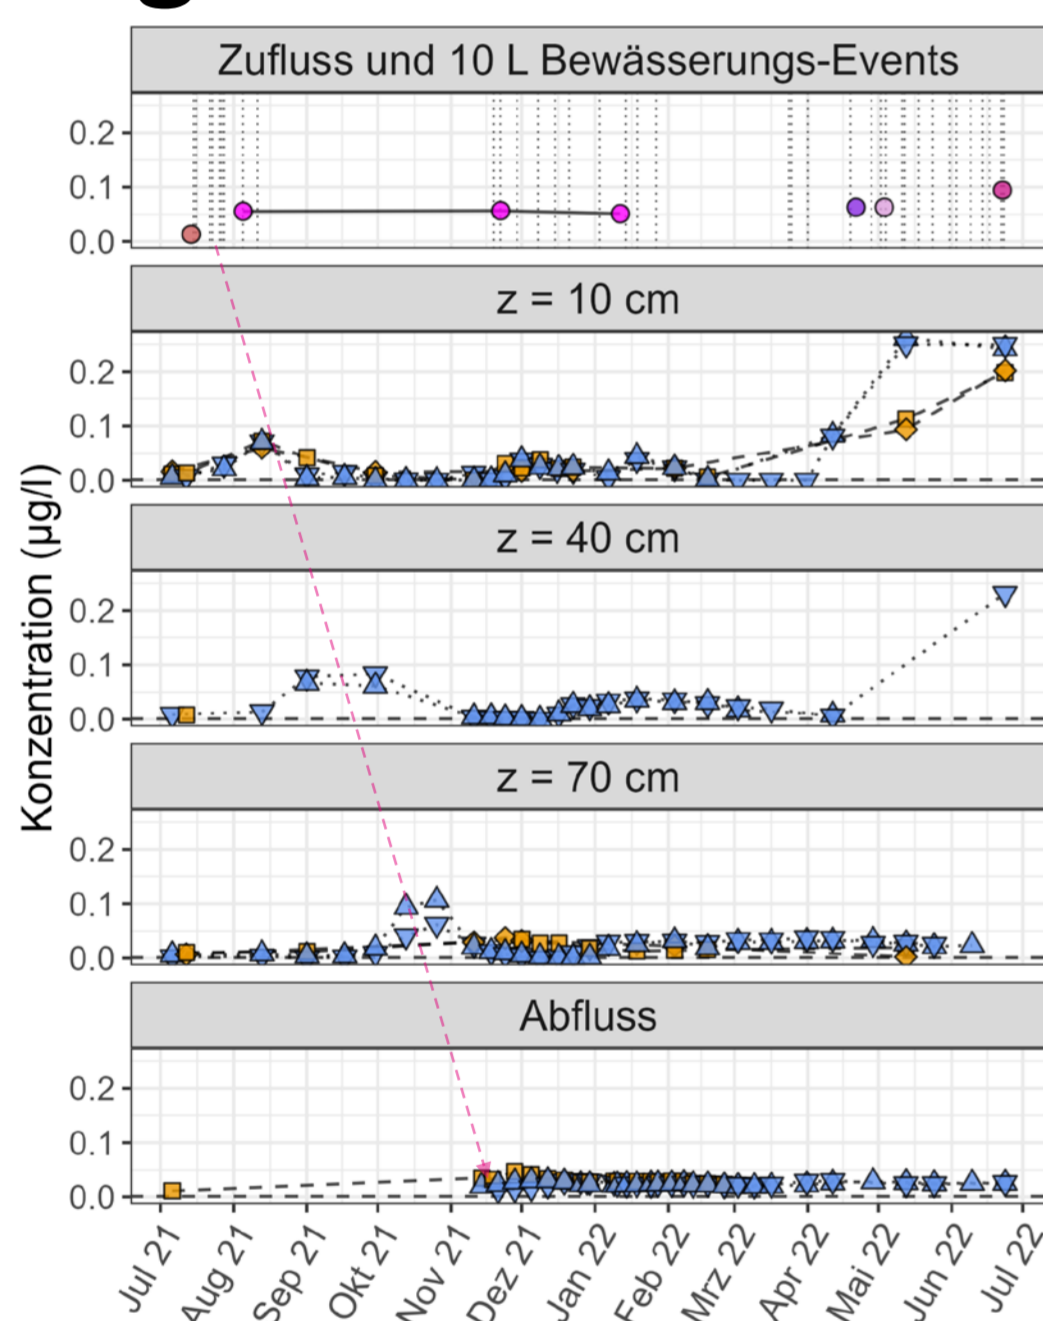 Zufluss und 10 L Bewässerungs-Events
0.2
0.1
0.0
z = 10 cm
0.2
0.1
0.0
z = 40 cm
0.2
0.1
0.0
z = 70 cm
0.2
0.1
0.0
Abfluss
0.2
0.1
0.0
Konzentration (µg/l)
Jul 21
Aug 21
Sep 21
Okt 21
Nov 21
Dez 21
Jan 22
Feb 22
Mrz 22
Apr 22
Mai 22
Jun 22
Jul 22